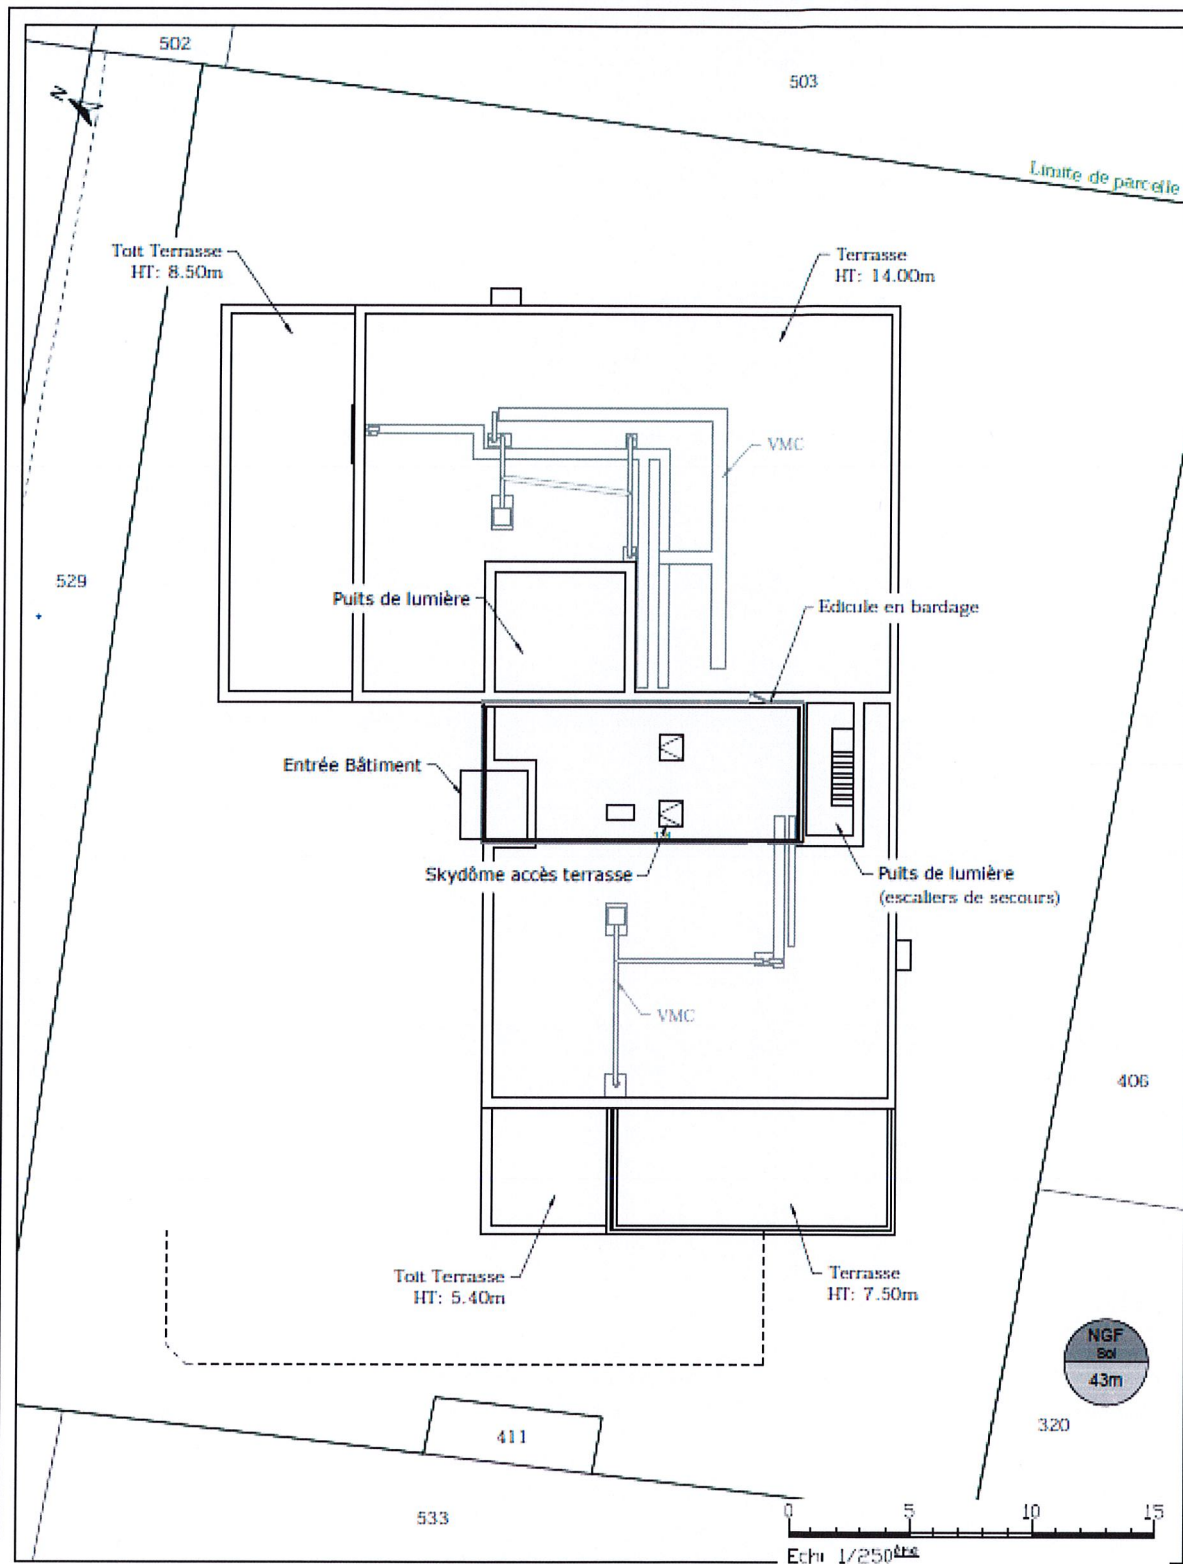 502
503
N
Limite de parcelle
Toit Terrasse
HT: 8.50m
Terrasse
HT: 14.00m
VMC
529
Puits de lumière
Edicule en bardage
Entrée Bâtiment
Skydôme accès terrasse
Puits de lumière
(escaliers de secours)
VMC
406
Toit Terrasse
HT: 5.40m
Terrasse
HT: 7.50m
NGF
Sol
43m
320
411
533
0 5 10 15
Ech: 1/250ème